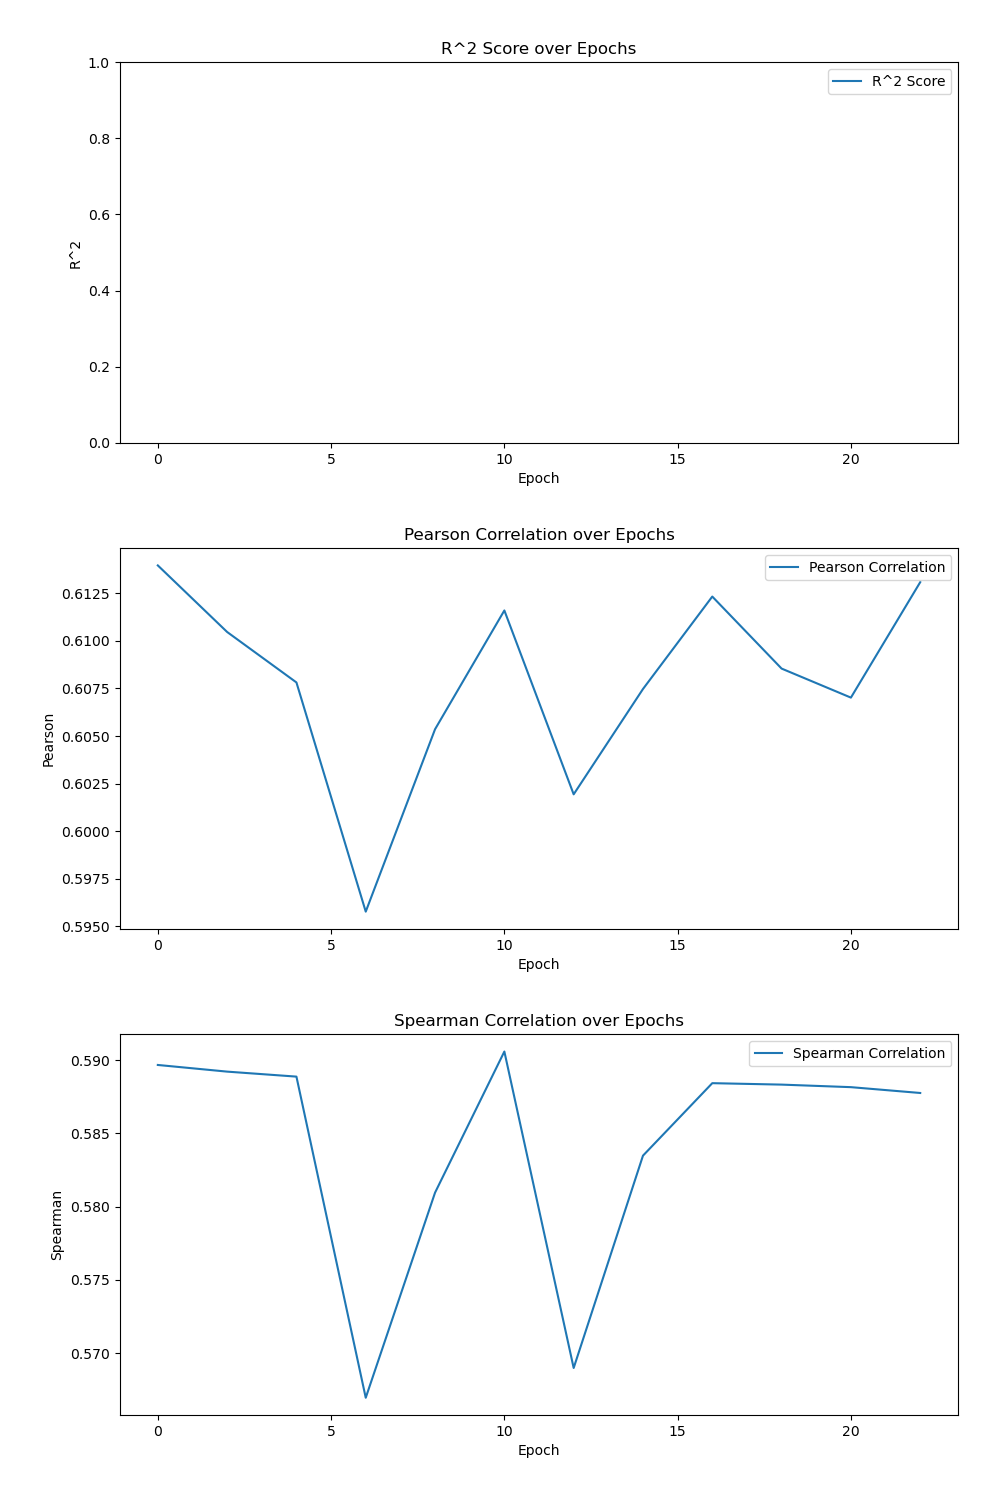 R^2 Score over Epochs
R^2 Score
1.0
0.8
0.6
0.4
0.2
0.0
R^2
0 5 10 15 20
Epoch
Pearson Correlation over Epochs
Pearson Correlation
0.6125
0.6100
0.6075
0.6050
0.6025
0.6000
0.5975
0.5950
Pearson
0 5 10 15 20
Epoch
Spearman Correlation over Epochs
Spearman Correlation
0.590
0.585
0.580
0.575
0.570
Spearman
0 5 10 15 20
Epoch